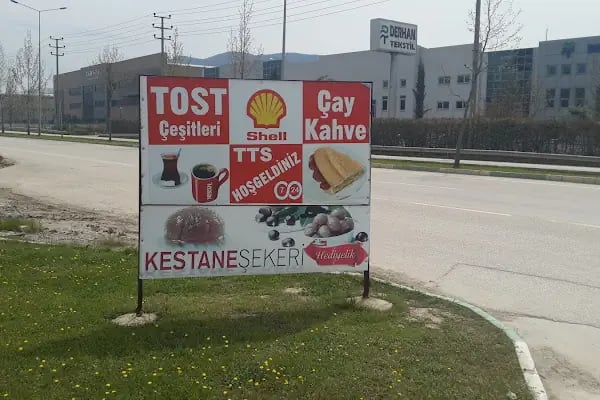 DERHAN
TEKSTİL
TOST
Çeşitleri
Shell
Çay
Kahve
TTS
HOŞGELDİNİZ
7 24
KESTANEŞEKERİ
Hediyelik